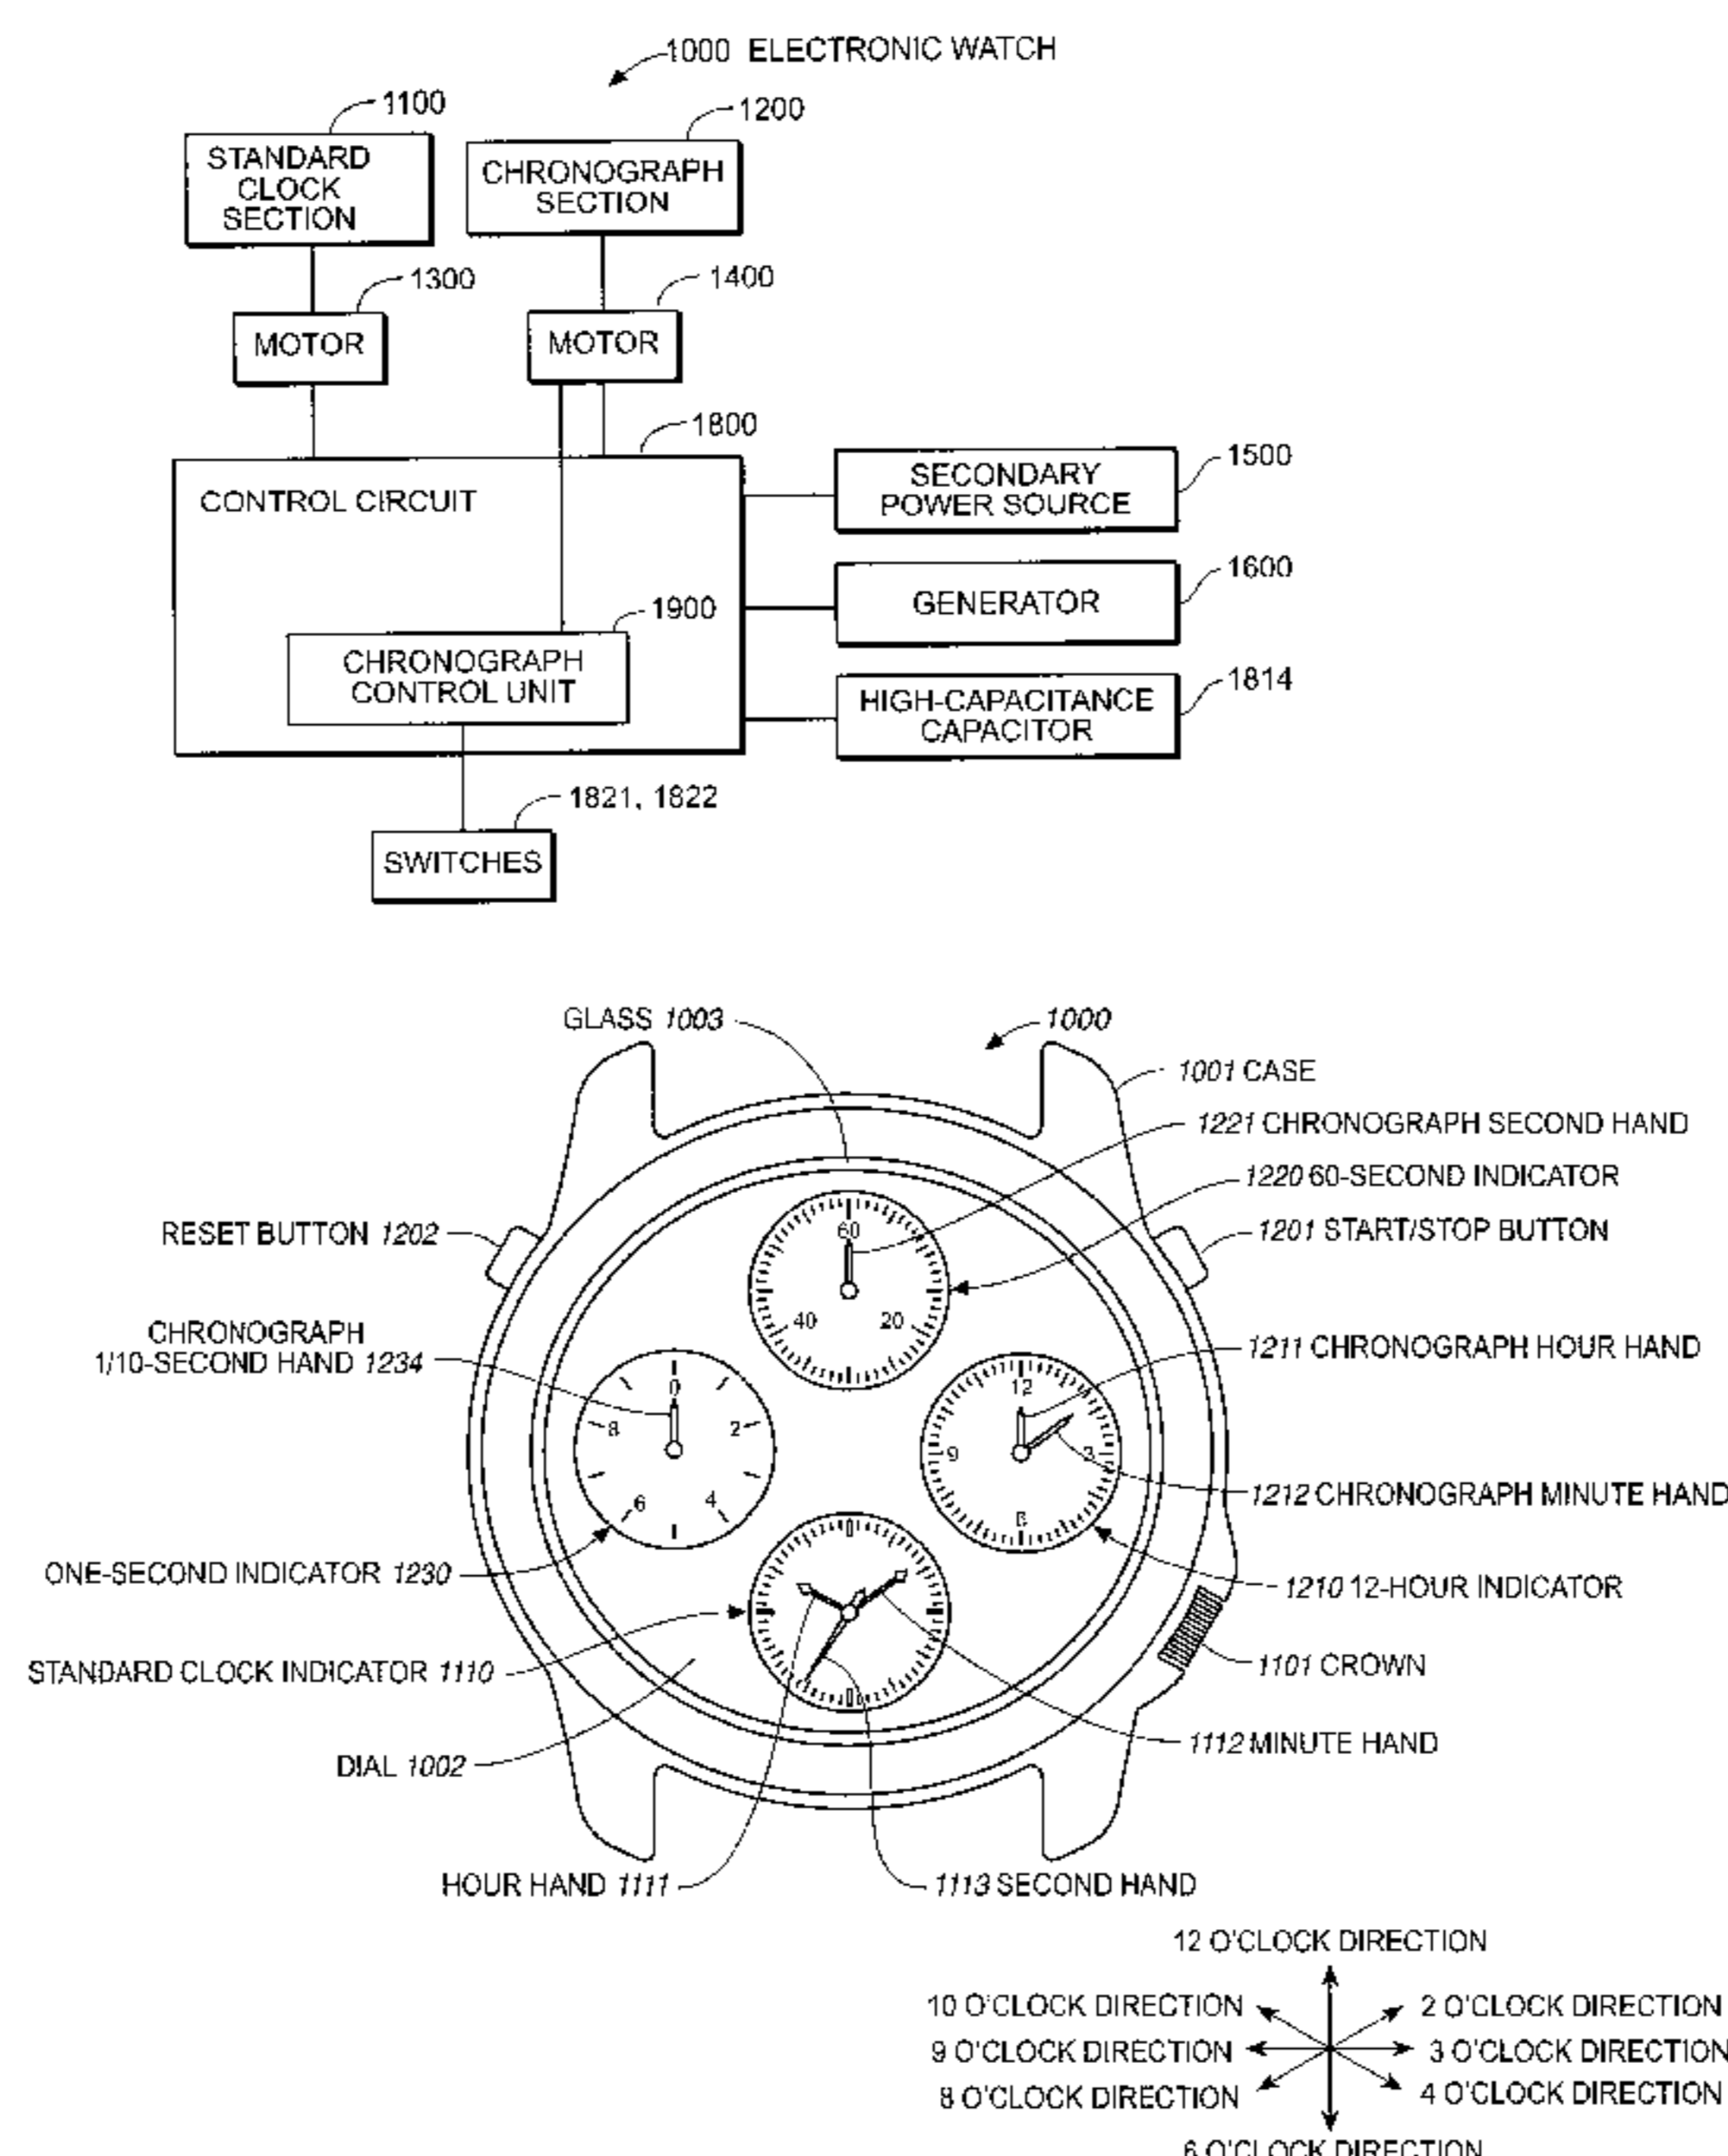 1000 ELECTRONIC WATCH
1100
1200
STANDARD
CLOCK
SECTION
CHRONOGRAPH
SECTION
1300
1400
MOTOR
MOTOR
1800
CONTROL CIRCUIT
SECONDARY
POWER SOURCE
1500
GENERATOR
1600
1900
CHRONOGRAPH
CONTROL UNIT
HIGH-CAPACITANCE
CAPACITOR
1814
1821, 1822
SWITCHES
GLASS 1003
1000
1001 CASE
1221 CHRONOGRAPH SECOND HAND
1220 60-SECOND INDICATOR
RESET BUTTON 1202
1201 START/STOP BUTTON
60
40
20
CHRONOGRAPH
1/10-SECOND HAND 1234
1211 CHRONOGRAPH HOUR HAND
0
8
2
6
4
12
9
3
6
1212 CHRONOGRAPH MINUTE HAND
ONE-SECOND INDICATOR 1230
1210 12-HOUR INDICATOR
STANDARD CLOCK INDICATOR 1110
1101 CROWN
1112 MINUTE HAND
DIAL 1002
HOUR HAND 1111
1113 SECOND HAND
12 O'CLOCK DIRECTION
10 O'CLOCK DIRECTION
2 O'CLOCK DIRECTION
9 O'CLOCK DIRECTION
3 O'CLOCK DIRECTION
8 O'CLOCK DIRECTION
4 O'CLOCK DIRECTION
6 O'CLOCK DIRECTION